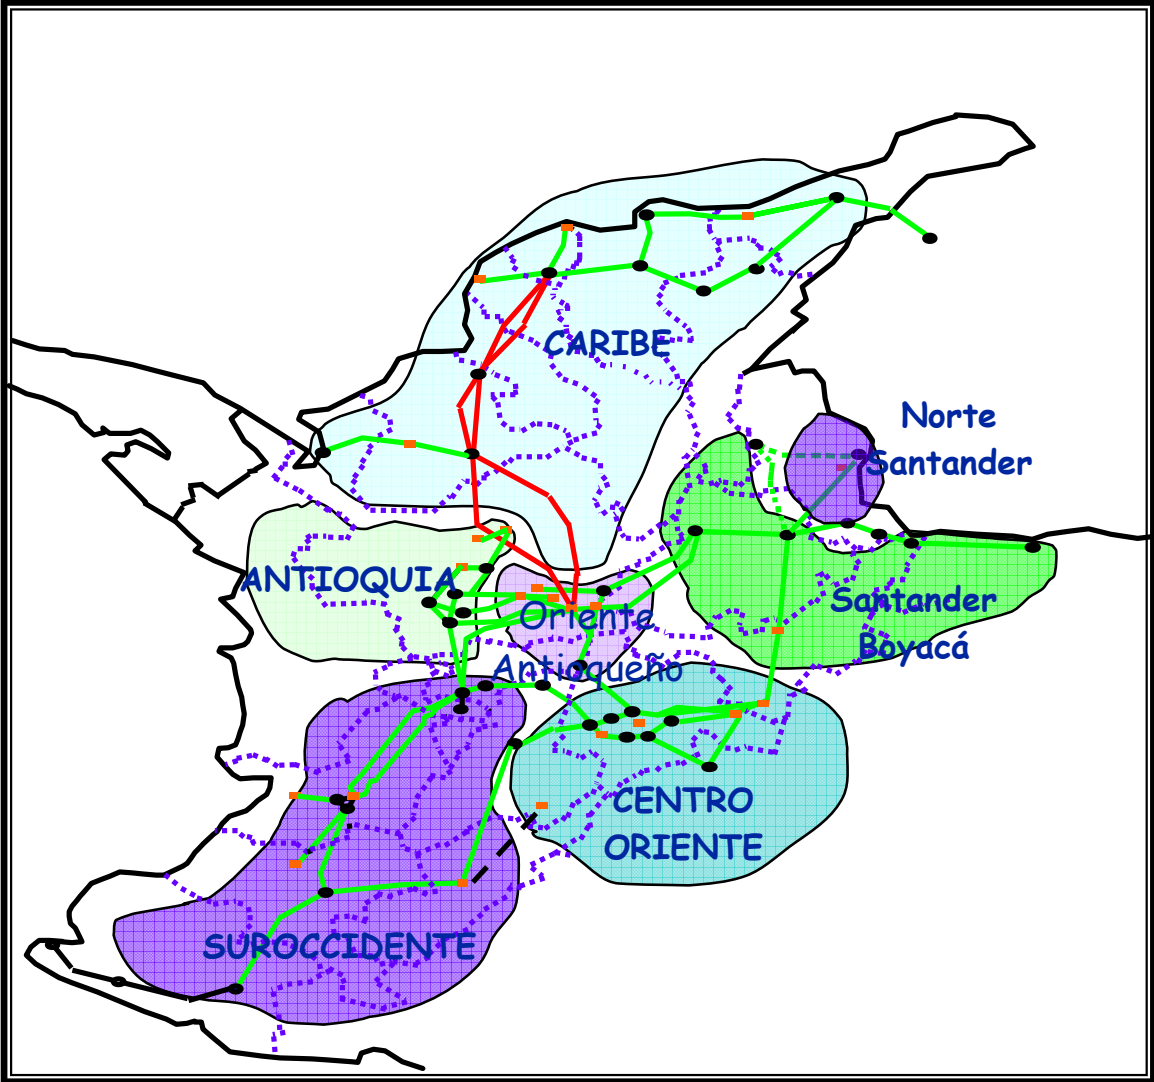 CARIBE
Norte
Santander
ANTIOQUIA
Oriente
Antioqueño
Santander
Boyacá
CENTRO
ORIENTE
SUROCCIDENTE